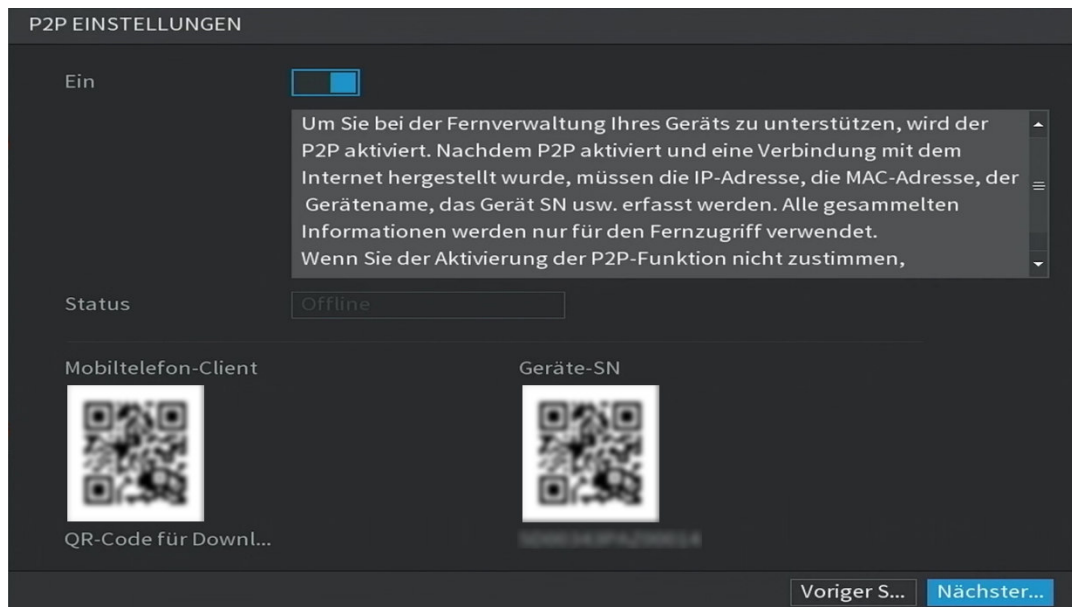 P2P EINSTELLUNGEN
Ein
Um Sie bei der Fernverwaltung Ihres Geräts zu unterstützen, wird der
P2P aktiviert. Nachdem P2P aktiviert und eine Verbindung mit dem
Internet hergestellt wurde, müssen die IP-Adresse, die MAC-Adresse, der
Gerätename, das Gerät SN usw. erfasst werden. Alle gesammelten
Informationen werden nur für den Fernzugriff verwendet.
Wenn Sie der Aktivierung der P2P-Funktion nicht zustimmen,
Status
Offline
Mobiltelefon-Client
Geräte-SN
QR-Code für Downl...
Voriger S...
Nächster...